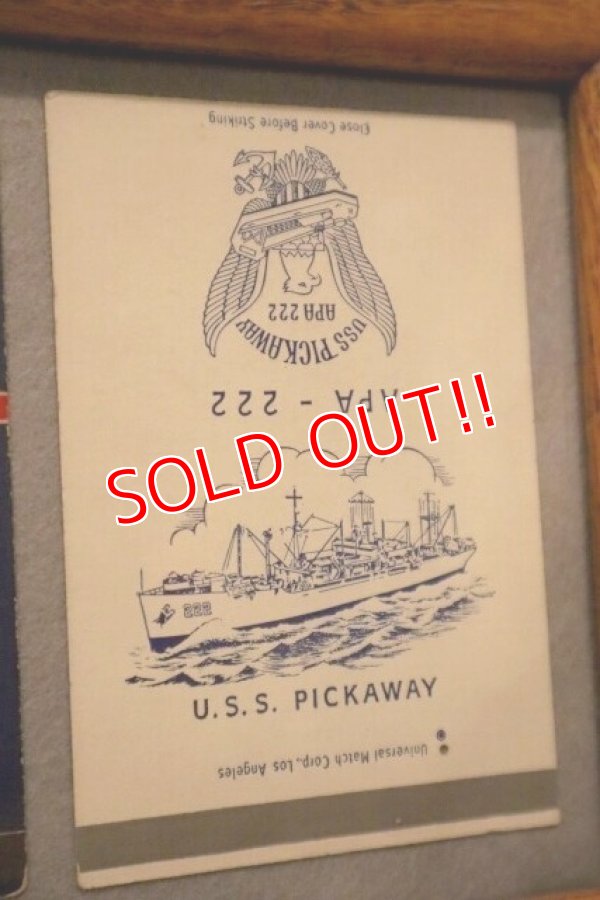 Close Cover Before Striking
APA 222
USS PICKAWAY
APA - 222
SOLD OUT!!
222
U.S.S. PICKAWAY
Universal Match Corp., Los Angeles